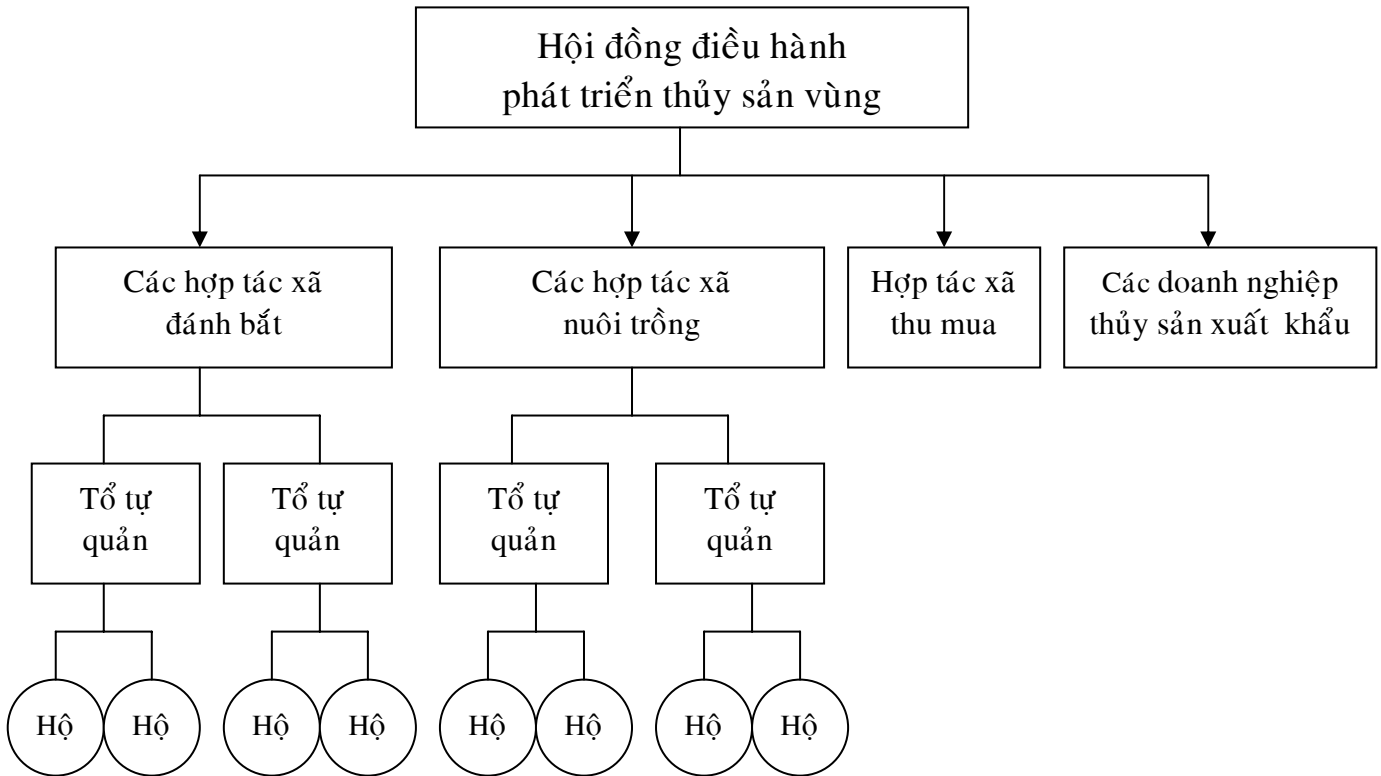 Hội đồng điều hành
phát triển thủy sản vùng
Các hợp tác xã
đánh bắt
Các hợp tác xã
nuôi trồng
Hợp tác xã
thu mua
Các doanh nghiệp
thủy sản xuất khẩu
Tổ tự
quản
Tổ tự
quản
Tổ tự
quản
Tổ tự
quản
Hộ
Hộ
Hộ
Hộ
Hộ
Hộ
Hộ
Hộ